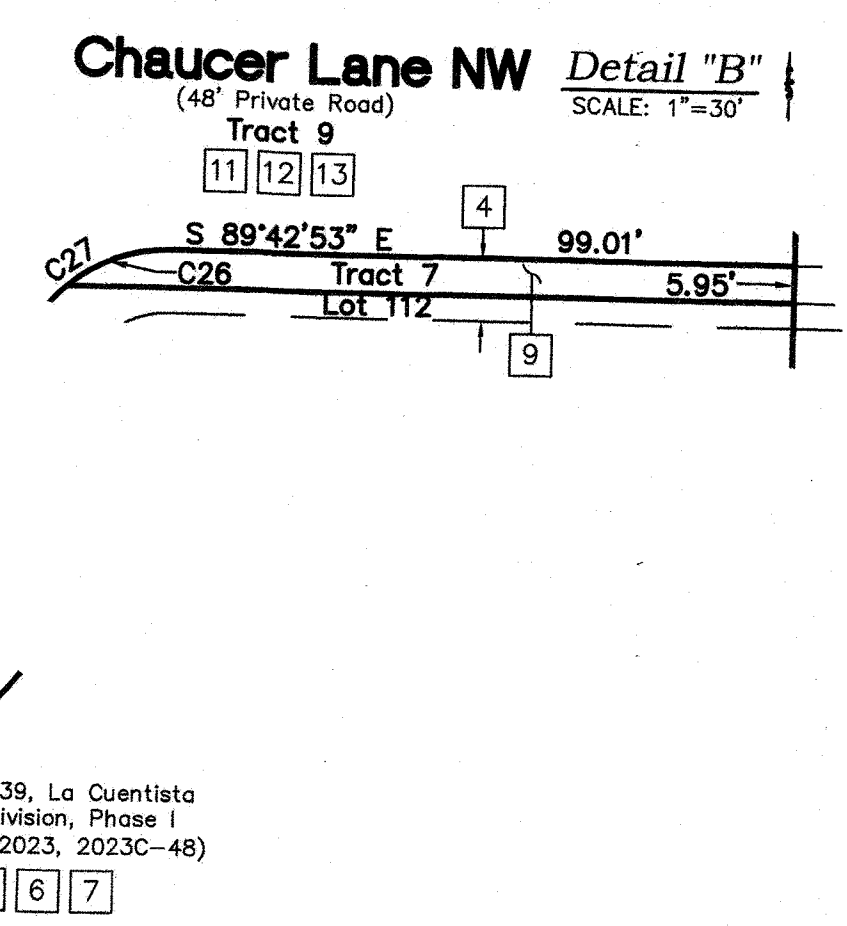 Chaucer Lane NW
(48' Private Road)
Tract 9
11 12 13
Detail "B"
SCALE: 1"=30'
4
S 89°42'53" E
99.01'
C27
C26
Tract 7
5.95'
Lot 112
9
39, La Cuentista
ivision, Phase I
2023, 2023C-48)
6 7